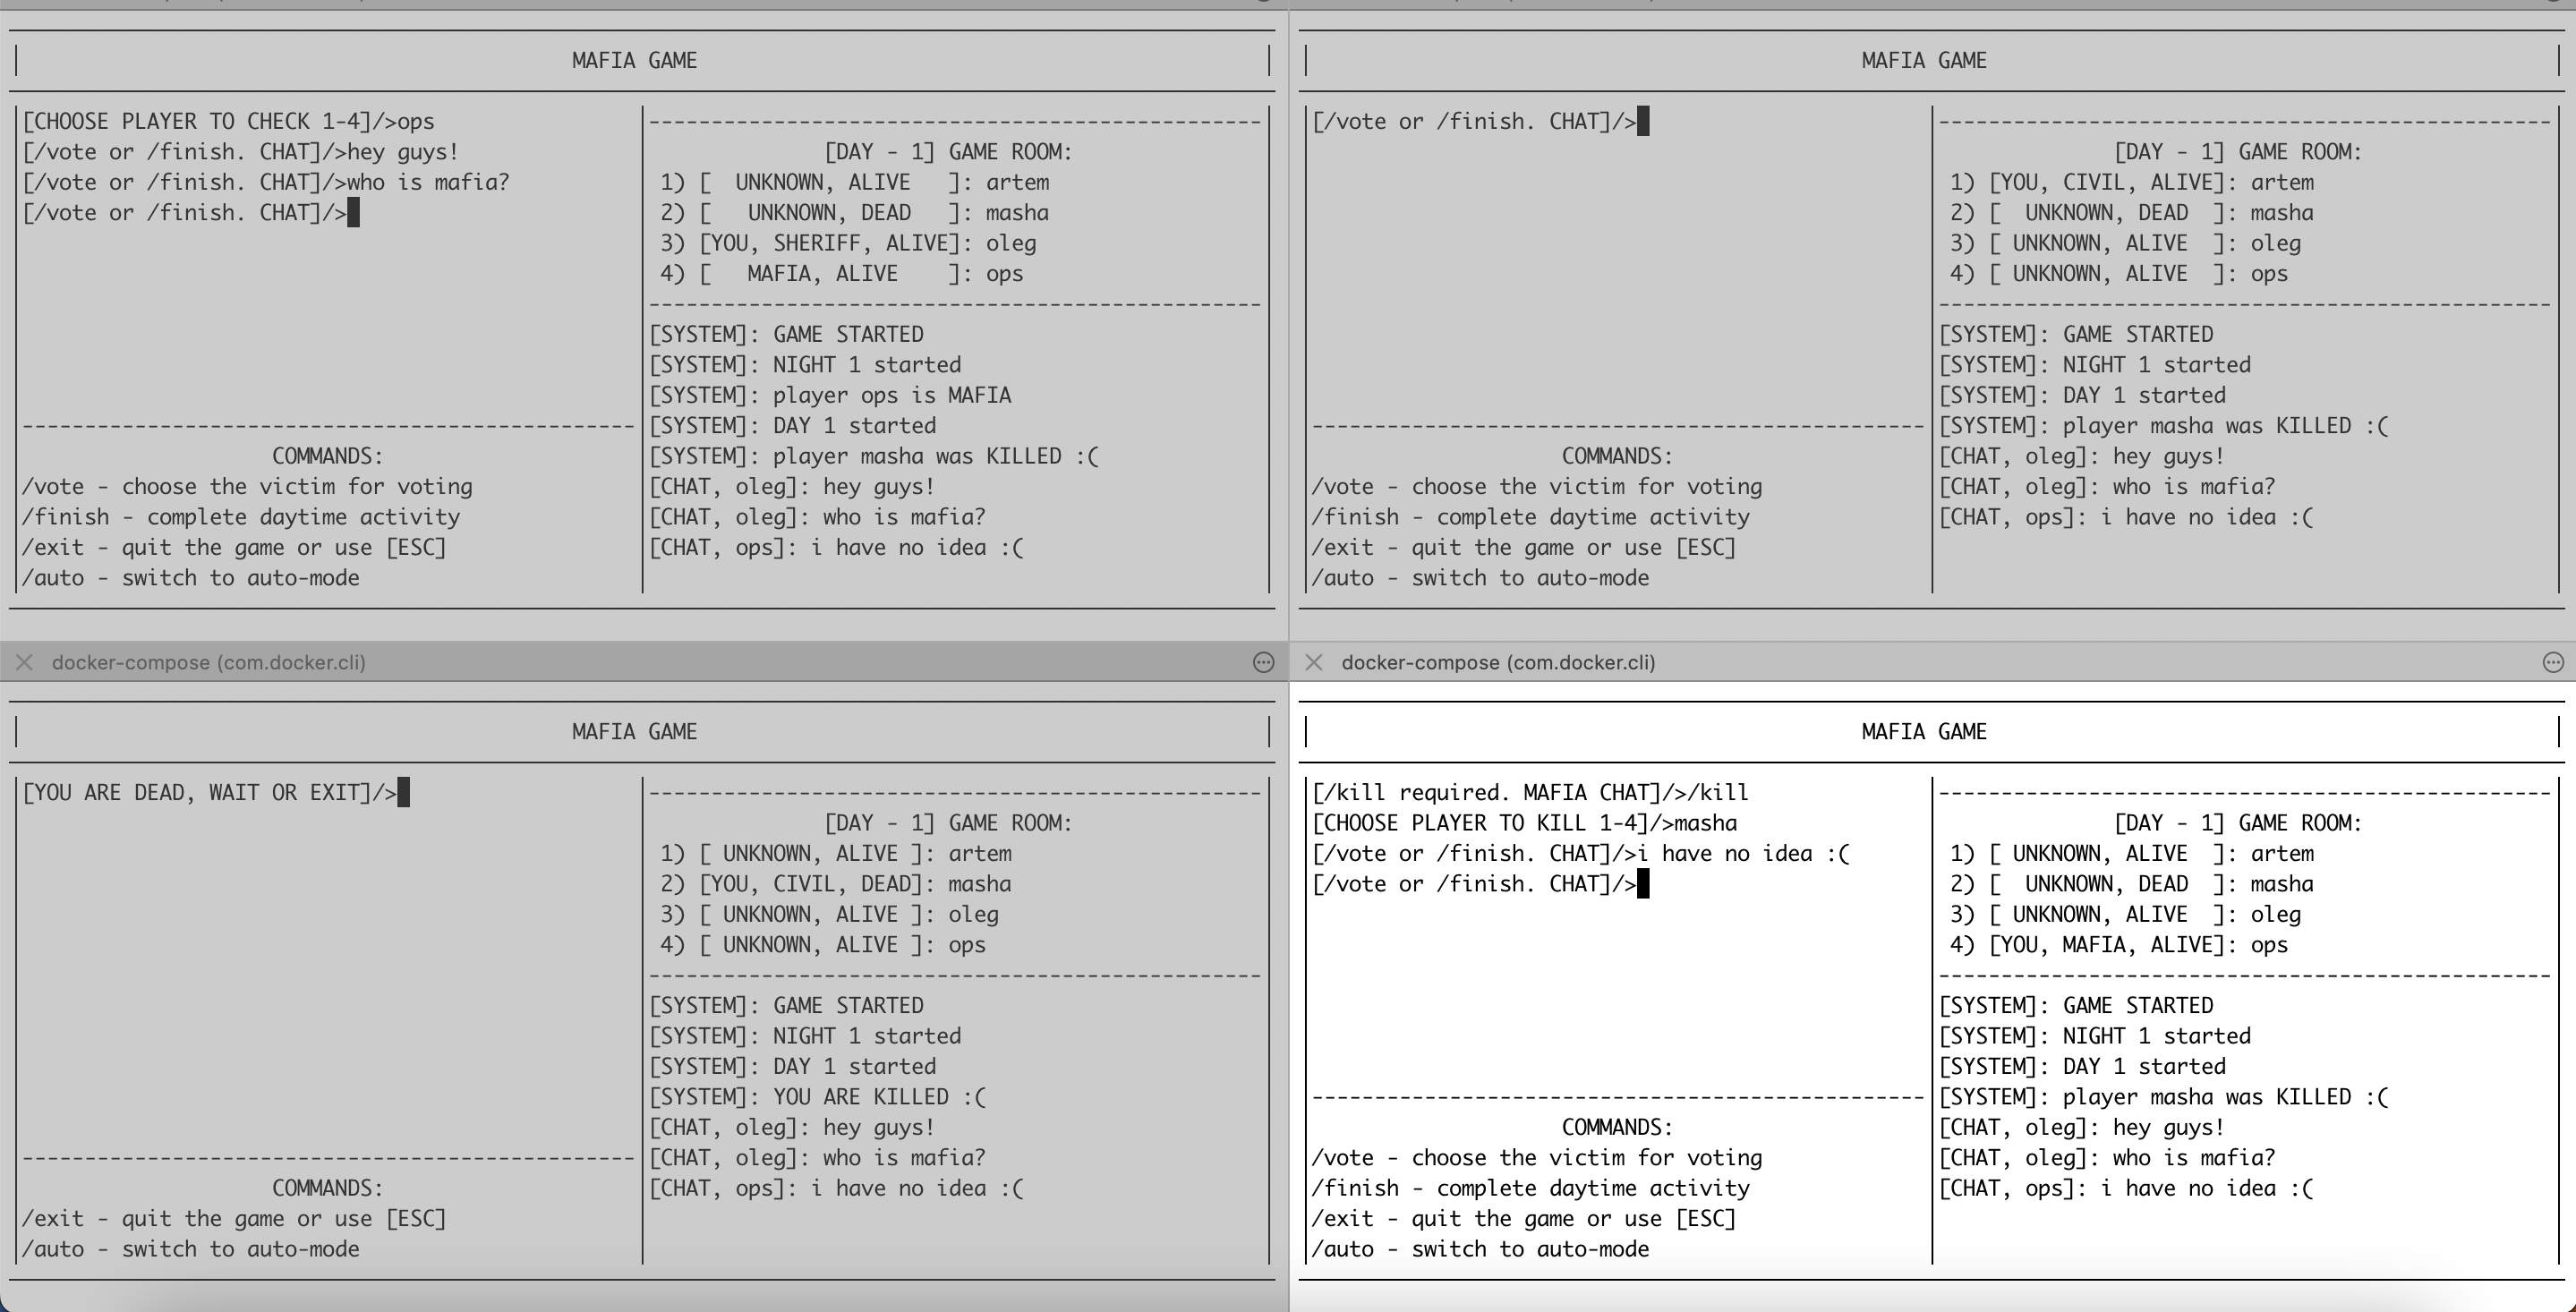 MAFIA GAME
[CHOOSE PLAYER TO CHECK 1-4]/>ops
[/vote or /finish. CHAT]/>hey guys!
[/vote or /finish. CHAT]/>who is mafia?
[/vote or /finish. CHAT]/>
-------------------------------------------------
COMMANDS:
/vote - choose the victim for voting
/finish - complete daytime activity
/exit - quit the game or use [ESC]
/auto - switch to auto-mode
-------------------------------------------------
[DAY - 1] GAME ROOM:
1) [  UNKNOWN, ALIVE   ]: artem
2) [   UNKNOWN, DEAD   ]: masha
3) [YOU, SHERIFF, ALIVE]: oleg
4) [   MAFIA, ALIVE    ]: ops
-------------------------------------------------
[SYSTEM]: GAME STARTED
[SYSTEM]: NIGHT 1 started
[SYSTEM]: player ops is MAFIA
[SYSTEM]: DAY 1 started
[SYSTEM]: player masha was KILLED :(
[CHAT, oleg]: hey guys!
[CHAT, oleg]: who is mafia?
[CHAT, ops]: i have no idea :(
MAFIA GAME
[/vote or /finish. CHAT]/>
-------------------------------------------------
COMMANDS:
/vote - choose the victim for voting
/finish - complete daytime activity
/exit - quit the game or use [ESC]
/auto - switch to auto-mode
-------------------------------------------------
[DAY - 1] GAME ROOM:
1) [YOU, CIVIL, ALIVE]: artem
2) [  UNKNOWN, DEAD  ]: masha
3) [ UNKNOWN, ALIVE  ]: oleg
4) [ UNKNOWN, ALIVE  ]: ops
-------------------------------------------------
[SYSTEM]: GAME STARTED
[SYSTEM]: NIGHT 1 started
[SYSTEM]: DAY 1 started
[SYSTEM]: player masha was KILLED :(
[CHAT, oleg]: hey guys!
[CHAT, oleg]: who is mafia?
[CHAT, ops]: i have no idea :(
docker-compose (com.docker.cli)
MAFIA GAME
[YOU ARE DEAD, WAIT OR EXIT]/>
-------------------------------------------------
COMMANDS:
/exit - quit the game or use [ESC]
/auto - switch to auto-mode
-------------------------------------------------
[DAY - 1] GAME ROOM:
1) [ UNKNOWN, ALIVE ]: artem
2) [YOU, CIVIL, DEAD]: masha
3) [ UNKNOWN, ALIVE ]: oleg
4) [ UNKNOWN, ALIVE ]: ops
-------------------------------------------------
[SYSTEM]: GAME STARTED
[SYSTEM]: NIGHT 1 started
[SYSTEM]: DAY 1 started
[SYSTEM]: YOU ARE KILLED :(
[CHAT, oleg]: hey guys!
[CHAT, oleg]: who is mafia?
[CHAT, ops]: i have no idea :(
docker-compose (com.docker.cli)
MAFIA GAME
[/kill required. MAFIA CHAT]/>/kill
[CHOOSE PLAYER TO KILL 1-4]/>masha
[/vote or /finish. CHAT]/>i have no idea :(
[/vote or /finish. CHAT]/>
-------------------------------------------------
COMMANDS:
/vote - choose the victim for voting
/finish - complete daytime activity
/exit - quit the game or use [ESC]
/auto - switch to auto-mode
-------------------------------------------------
[DAY - 1] GAME ROOM:
1) [ UNKNOWN, ALIVE  ]: artem
2) [  UNKNOWN, DEAD  ]: masha
3) [ UNKNOWN, ALIVE  ]: oleg
4) [YOU, MAFIA, ALIVE]: ops
-------------------------------------------------
[SYSTEM]: GAME STARTED
[SYSTEM]: NIGHT 1 started
[SYSTEM]: DAY 1 started
[SYSTEM]: player masha was KILLED :(
[CHAT, oleg]: hey guys!
[CHAT, oleg]: who is mafia?
[CHAT, ops]: i have no idea :(